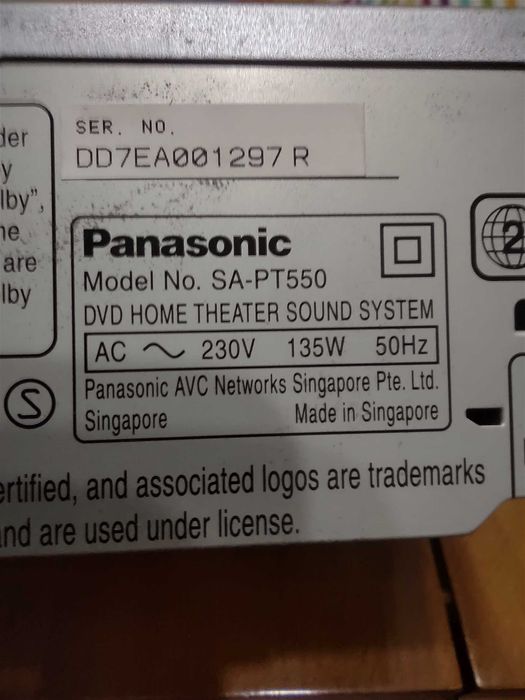 SER. NO.
DD7EA001297 R
der
y
lby",
ne
are
lby
Panasonic
Model No. SA-PT550
DVD HOME THEATER SOUND SYSTEM
AC ~ 230V 135W 50Hz
Panasonic AVC Networks Singapore Pte. Ltd.
Singapore Made in Singapore
S
2
ertified, and associated logos are trademarks
and are used under license.